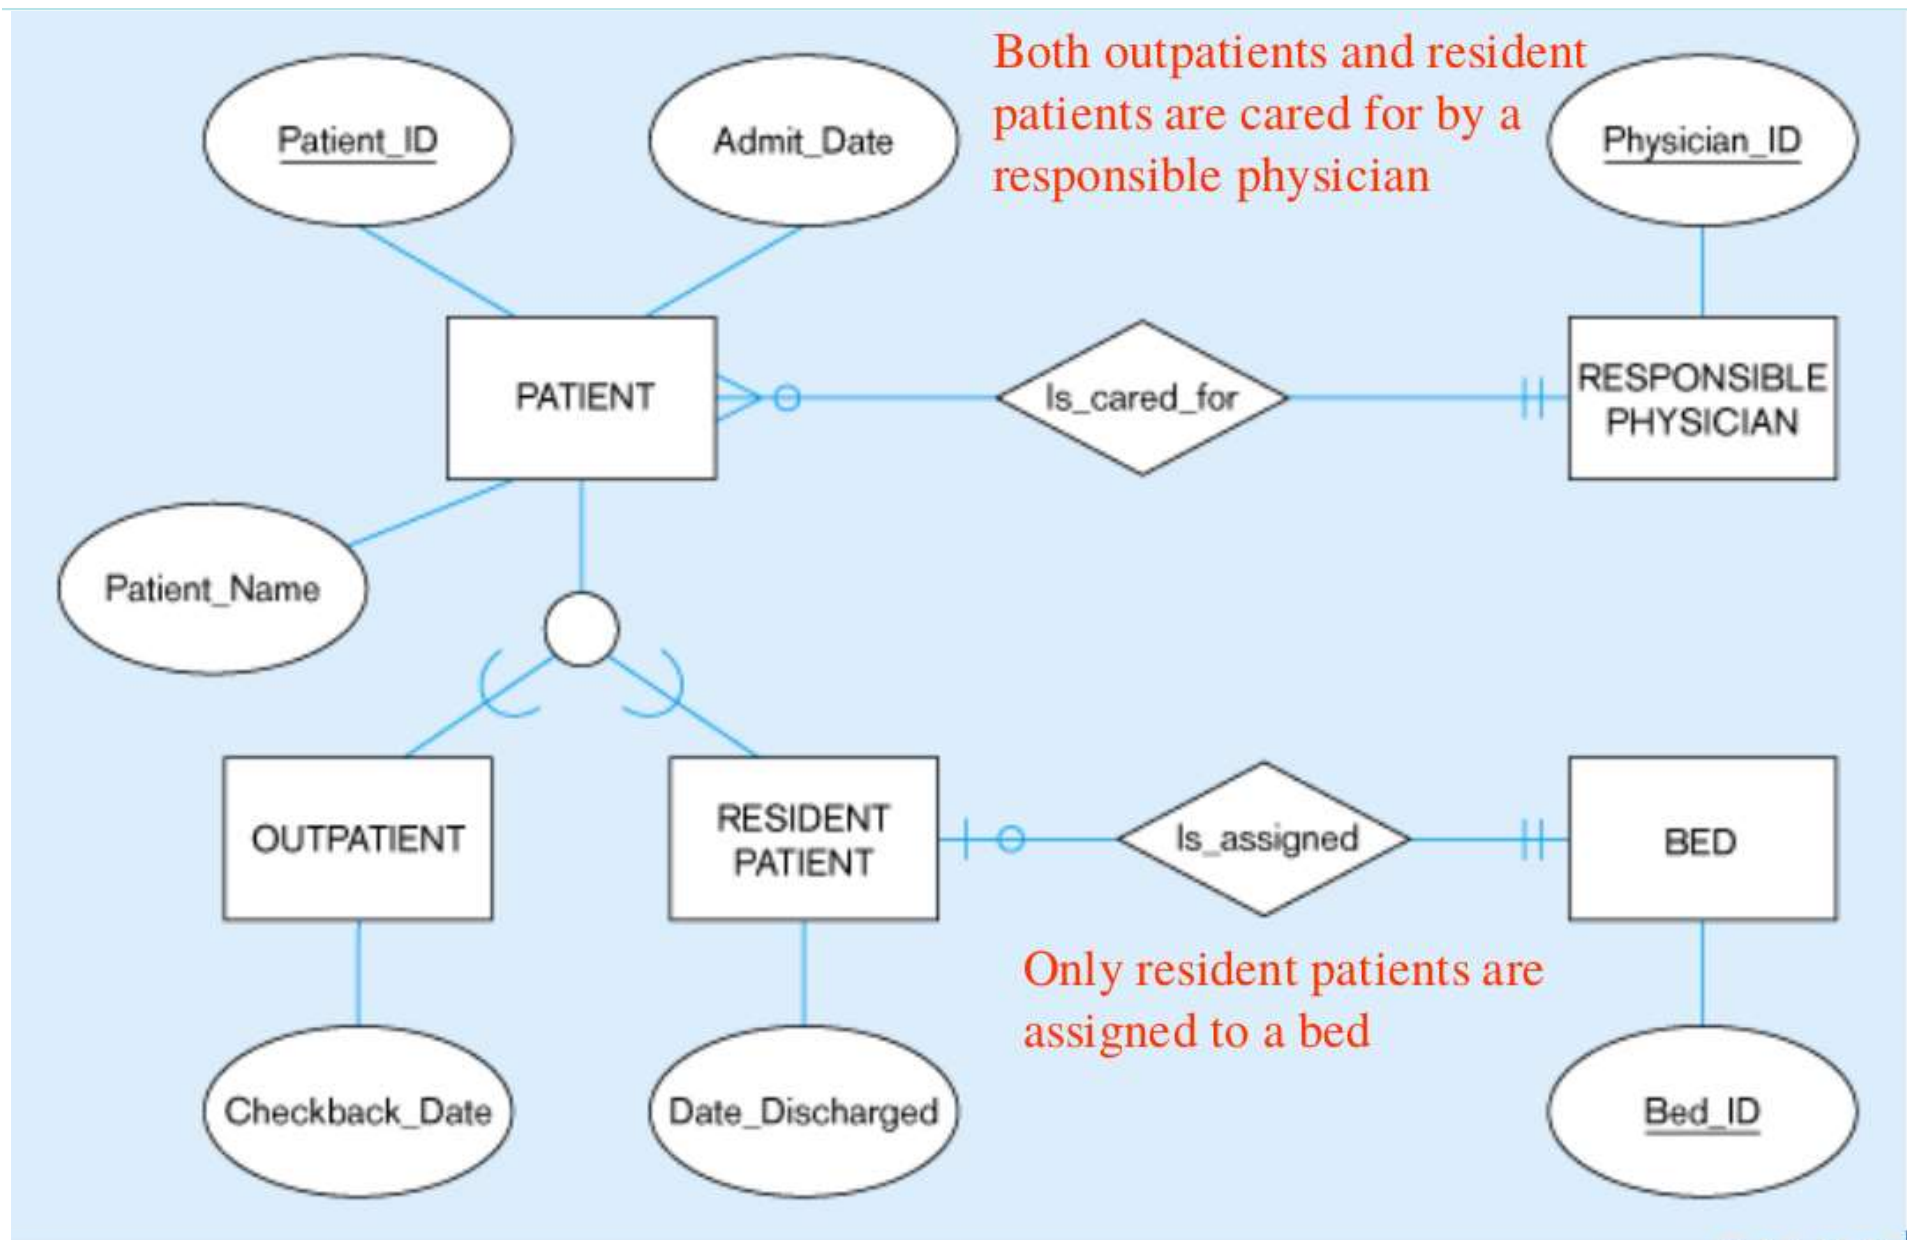 Both outpatients and resident
patients are cared for by a
responsible physician
Patient_ID
Admit_Date
Physician_ID
PATIENT
Is_cared_for
RESPONSIBLE
PHYSICIAN
Patient_Name
OUTPATIENT
RESIDENT
PATIENT
Is_assigned
BED
Only resident patients are
assigned to a bed
Checkback_Date
Date_Discharged
Bed_ID